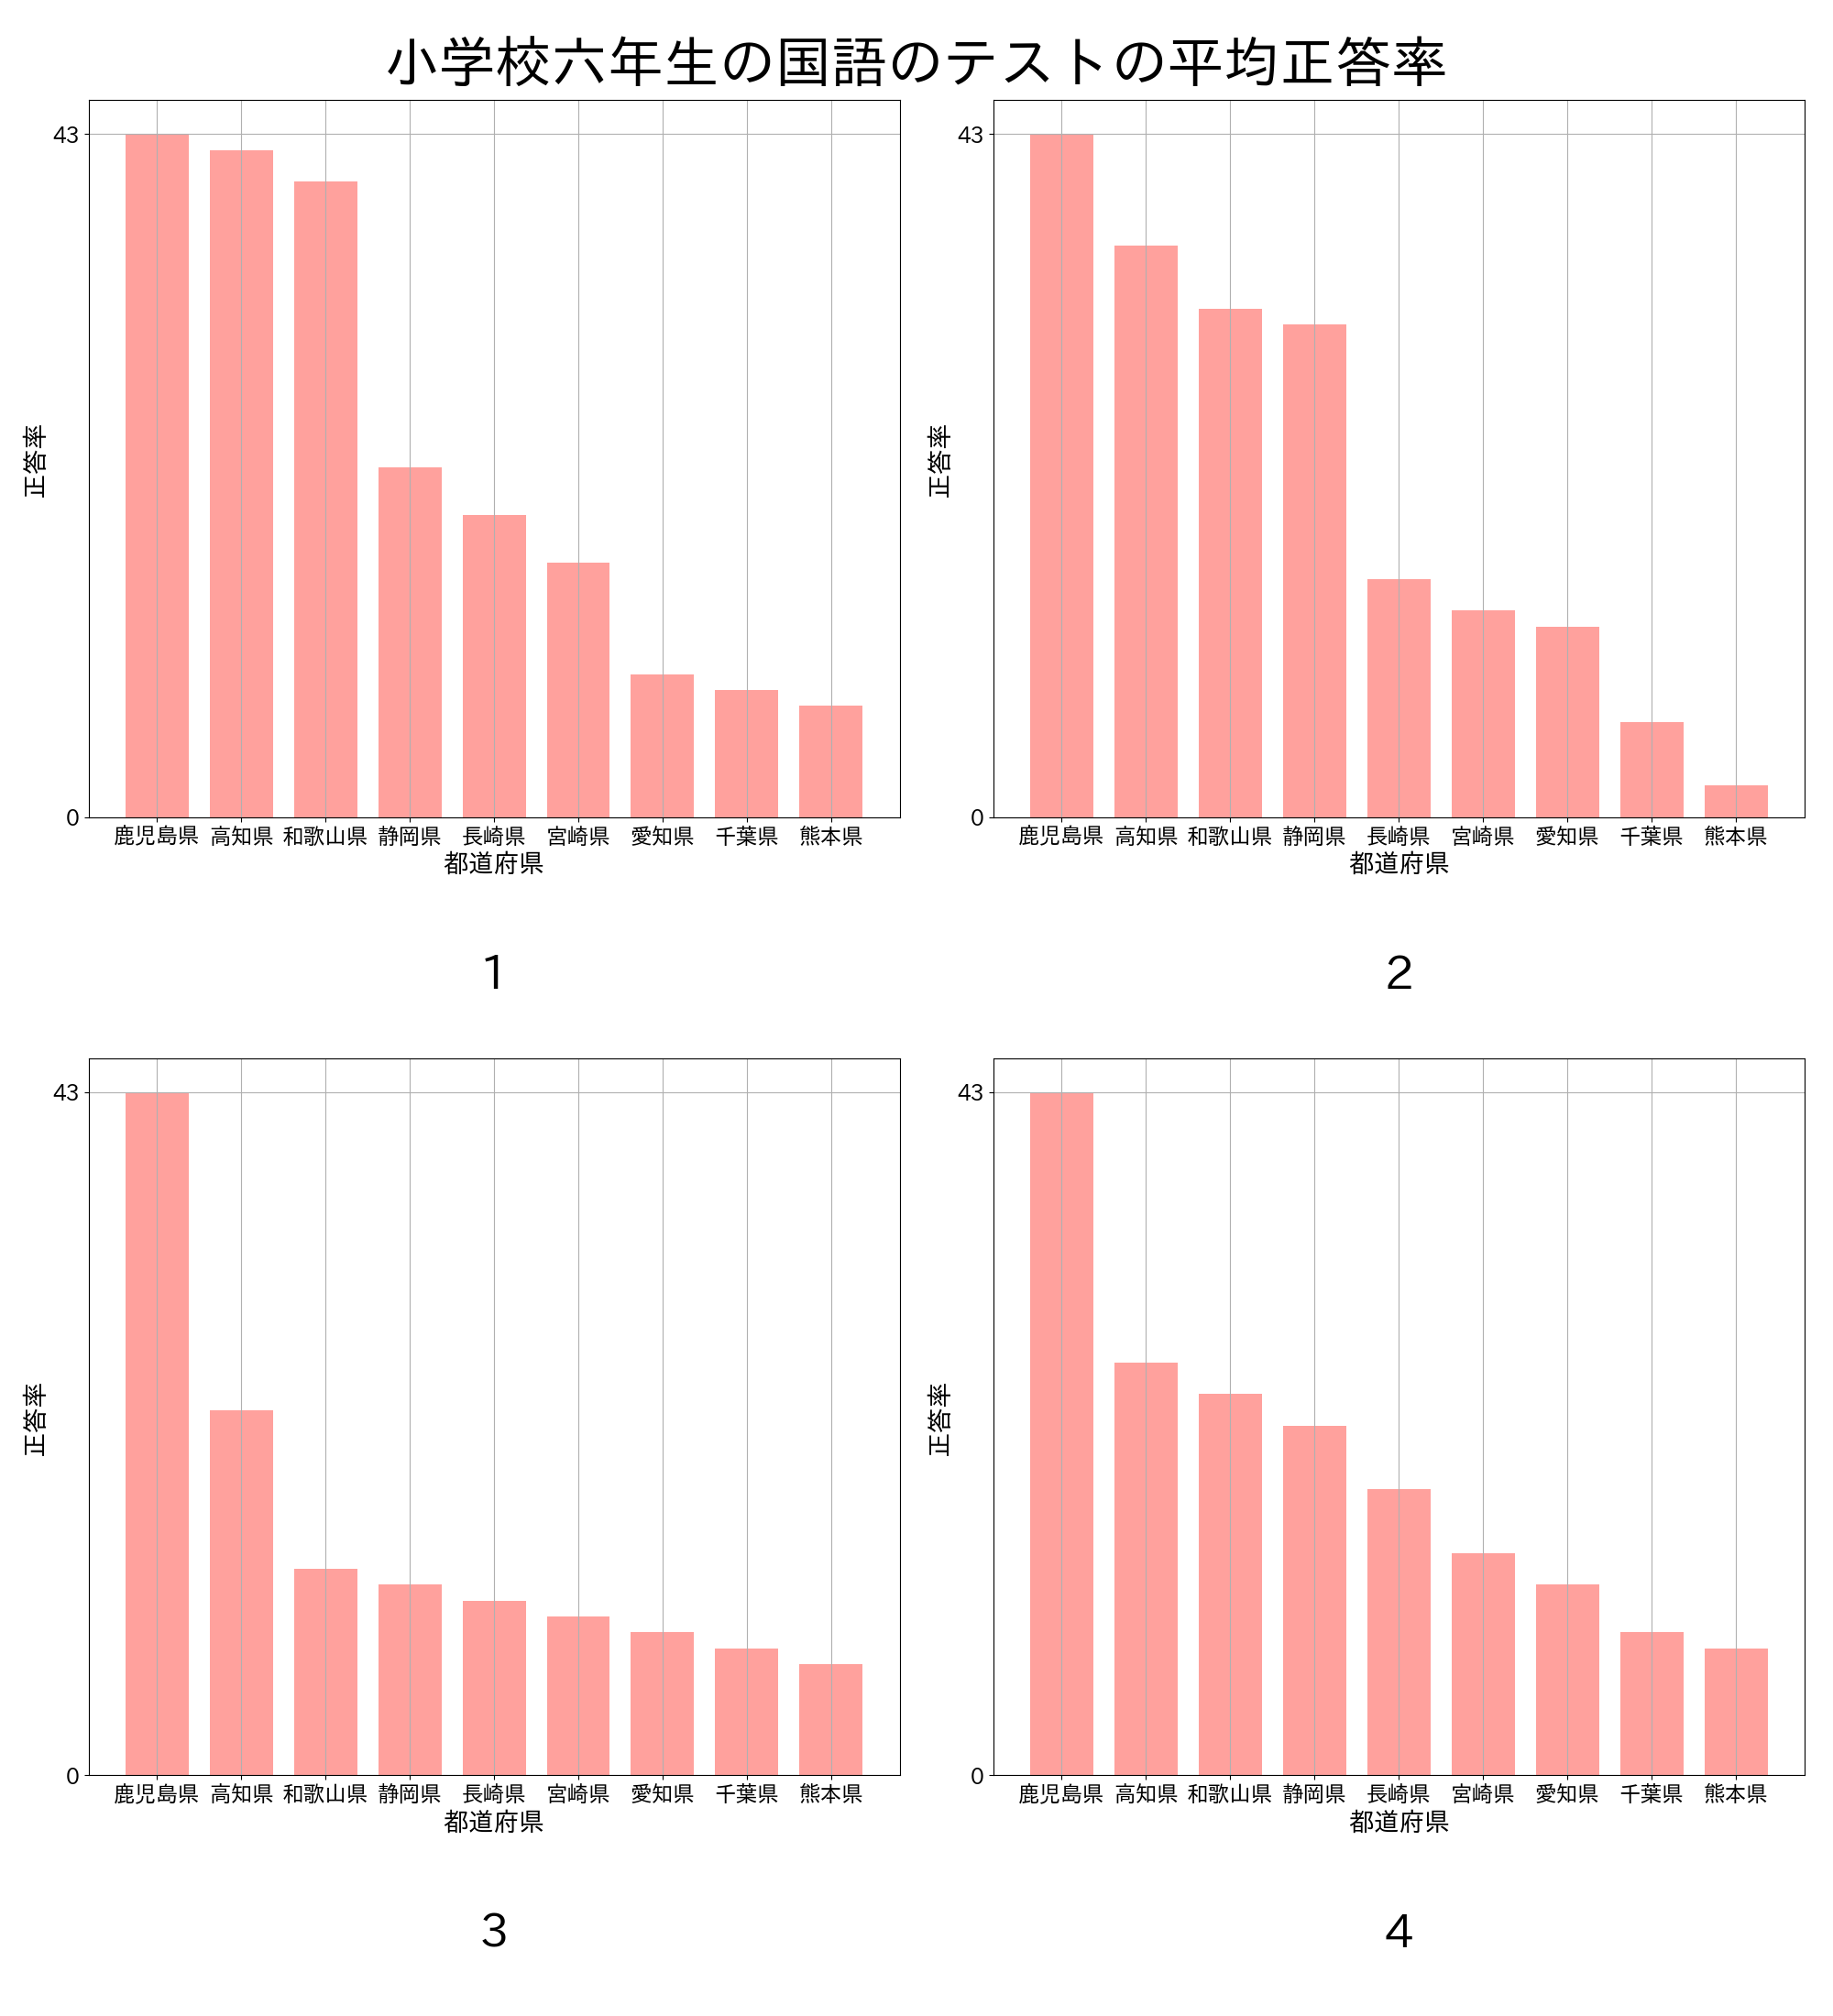 小学校六年生の国語のテストの平均正答率
43
正答率
0
鹿児島県 高知県 和歌山県 静岡県 長崎県 宮崎県 愛知県 千葉県 熊本県
都道府県
1
43
正答率
0
鹿児島県 高知県 和歌山県 静岡県 長崎県 宮崎県 愛知県 千葉県 熊本県
都道府県
2
43
正答率
0
鹿児島県 高知県 和歌山県 静岡県 長崎県 宮崎県 愛知県 千葉県 熊本県
都道府県
3
43
正答率
0
鹿児島県 高知県 和歌山県 静岡県 長崎県 宮崎県 愛知県 千葉県 熊本県
都道府県
4